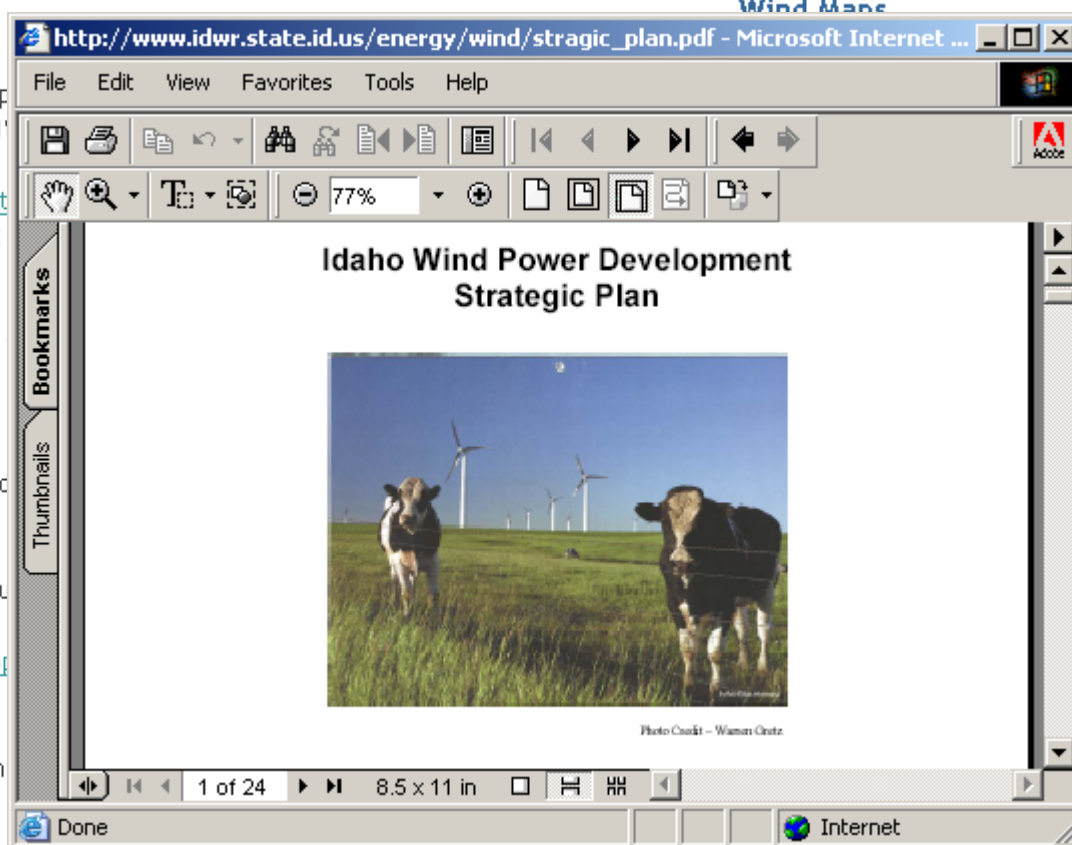 Wind Maps
http://www.idwr.state.id.us/energy/wind/stragic_plan.pdf - Microsoft Internet ...
File Edit View Favorites Tools Help
Adobe
77%
Idaho Wind Power Development
Strategic Plan
Bookmarks
Thumbnails
Photo Credit – Warren Gretz
1 of 24 8.5 x 11 in
Done Internet